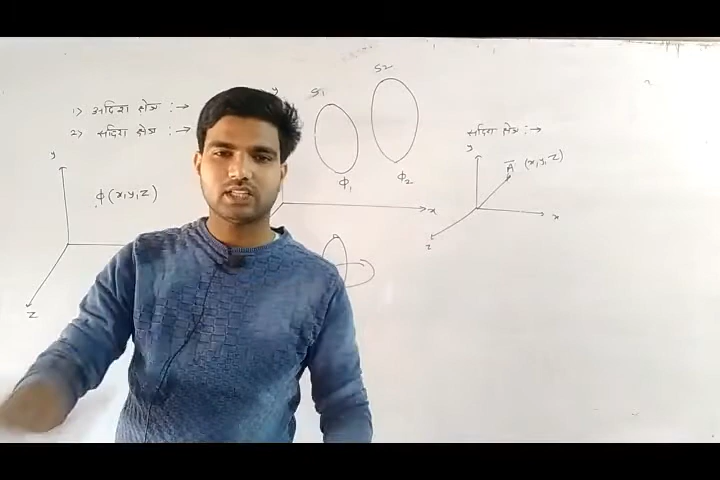 1) अदिश क्षेत्र :→
2) सदिश क्षेत्र :→
y
ϕ(x,y,z)
z
y
S1
S2
ϕ1
ϕ2
x
सदिश क्षेत्र :→
y
A⃗ (x,y,z)
x
z